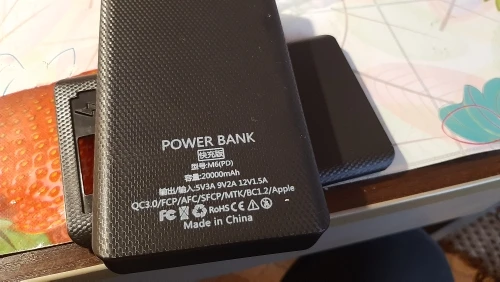 POWER BANK
快充版
型号:M6(PD)
容量:20000mAh
输出/输入:5V3A 9V2A 12V1.5A
QC3.0/FCP/AFC/SFCP/MTK/BC1.2/Apple
FC RoHS CE
Made in China